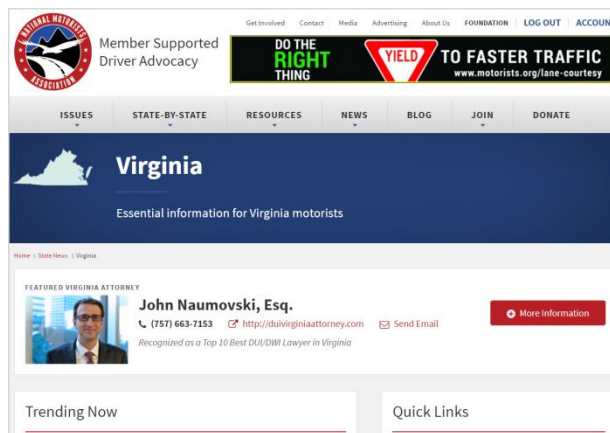 NATIONAL MOTORISTS
ASSOCIATION
Member Supported
Driver Advocacy
Get Involved Contact Media Advertising About Us FOUNDATION LOG OUT ACCOUN
DO THE
RIGHT
THING
YIELD
TO FASTER TRAFFIC
www.motorists.org/lane-courtesy
ISSUES STATE-BY-STATE RESOURCES NEWS BLOG JOIN DONATE
Virginia
Essential information for Virginia motorists
Home > State News > Virginia
FEATURED VIRGINIA ATTORNEY
John Naumovski, Esq.
(757) 663-7153 http://duivirginiaattorney.com Send Email
Recognized as a Top 10 Best DUI/DWI Lawyer in Virginia
More Information
Trending Now
Quick Links